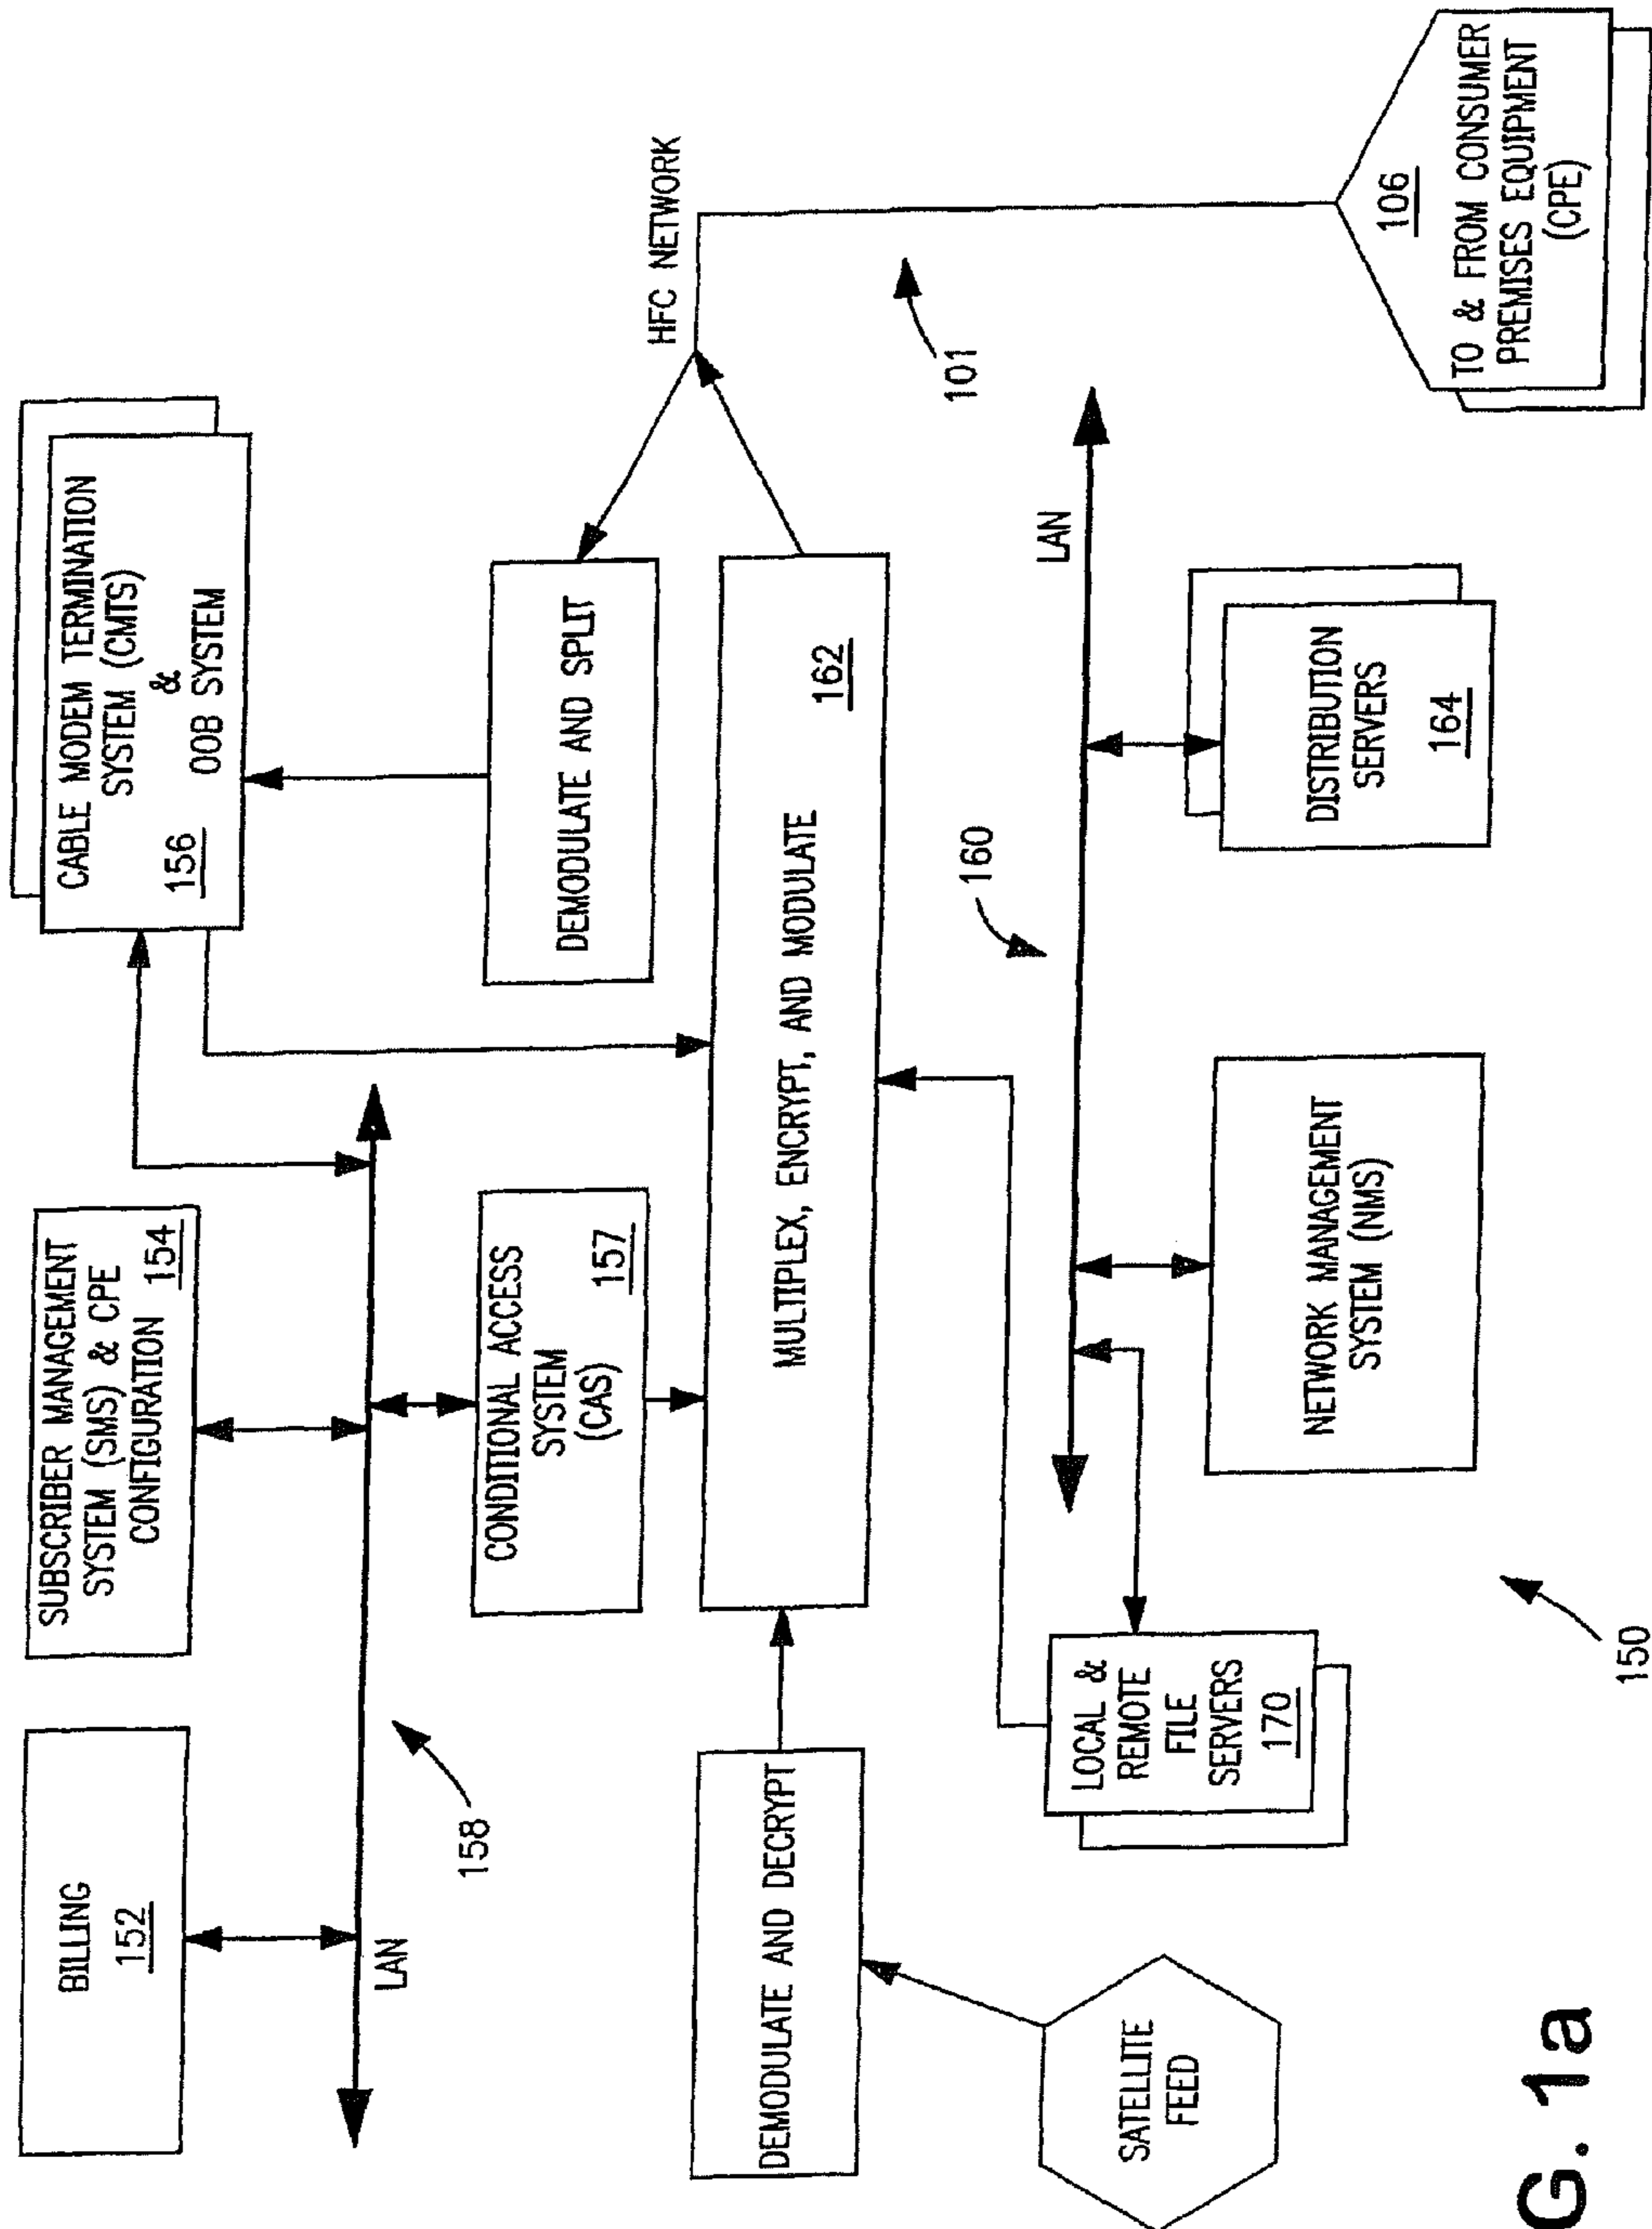 BILLING
152
SUBSCRIBER MANAGEMENT
SYSTEM (SMS) & CPE
CONFIGURATION 154
CABLE MODEM TERMINATION
SYSTEM (CMTS)
&
156 OOB SYSTEM
LAN
158
CONDITIONAL ACCESS
SYSTEM
(CAS)
157
DEMODULATE AND SPLIT
HFC NETWORK
DEMODULATE AND DECRYPT
MULTIPLEX, ENCRYPT, AND MODULATE
162
101
SATELLITE
FEED
LOCAL &
REMOTE
FILE
SERVERS
170
160
LAN
NETWORK MANAGEMENT
SYSTEM (NMS)
DISTRIBUTION
SERVERS
164
106
TO & FROM CONSUMER
PREMISES EQUIPMENT
(CPE)
150
G. 1a